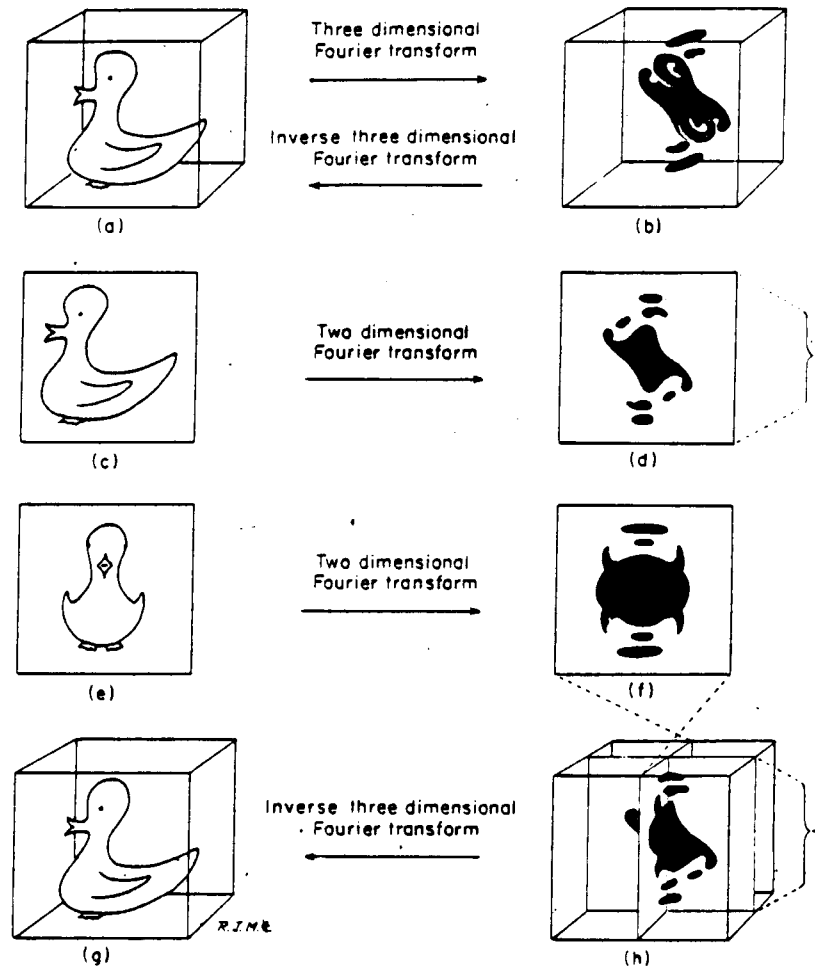 Three dimensional
Fourier transform
Inverse three dimensional
Fourier transform
(a)
(b)
Two dimensional
Fourier transform
(c)
(d)
Two dimensional
Fourier transform
(e)
(f)
Inverse three dimensional
Fourier transform
(g)
(h)